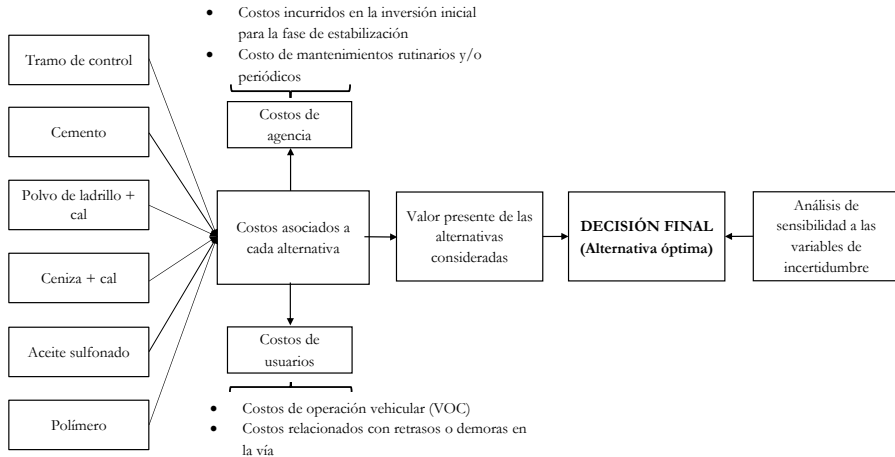 • Costos incurridos en la inversión inicial
para la fase de estabilización
• Costo de mantenimientos rutinarios y/o
periódicos
Tramo de control
Cemento
Polvo de ladrillo +
cal
Ceniza + cal
Aceite sulfonado
Polímero
Costos de
agencia
Costos asociados a
cada alternativa
Costos de
usuarios
• Costos de operación vehicular (VOC)
• Costos relacionados con retrasos o demoras en
la vía
Valor presente de las
alternativas
consideradas
DECISIÓN FINAL
(Alternativa óptima)
Análisis de
sensibilidad a las
variables de
incertidumbre